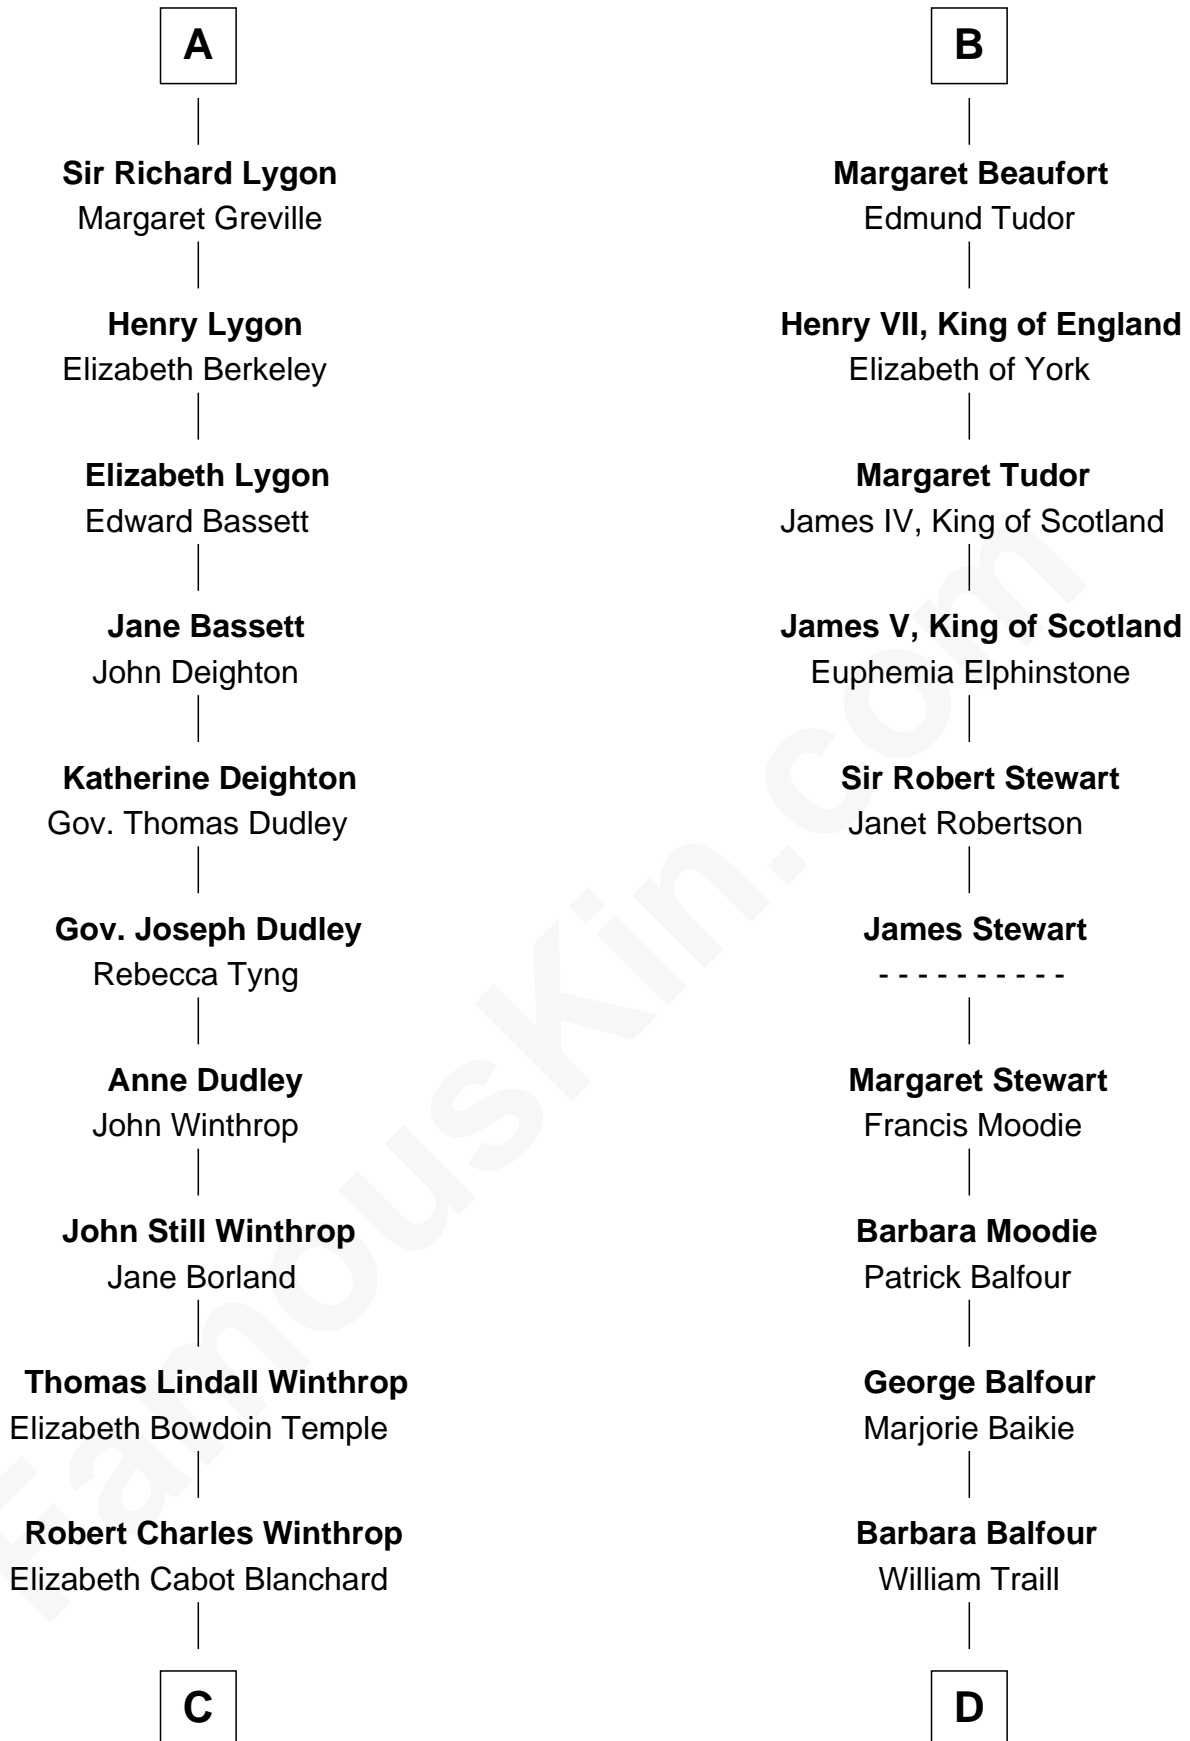 A
Sir Richard Lygon
Margaret Greville
Henry Lygon
Elizabeth Berkeley
Elizabeth Lygon
Edward Bassett
Jane Bassett
John Deighton
Katherine Deighton
Gov. Thomas Dudley
Gov. Joseph Dudley
Rebecca Tyng
Anne Dudley
John Winthrop
John Still Winthrop
Jane Borland
Thomas Lindall Winthrop
Elizabeth Bowdoin Temple
Robert Charles Winthrop
Elizabeth Cabot Blanchard
C
B
Margaret Beaufort
Edmund Tudor
Henry VII, King of England
Elizabeth of York
Margaret Tudor
James IV, King of Scotland
James V, King of Scotland
Euphemia Elphinstone
Sir Robert Stewart
Janet Robertson
James Stewart
- - - - - - - - - -
Margaret Stewart
Francis Moodie
Barbara Moodie
Patrick Balfour
George Balfour
Marjorie Baikie
Barbara Balfour
William Traill
D
FamousKin.com